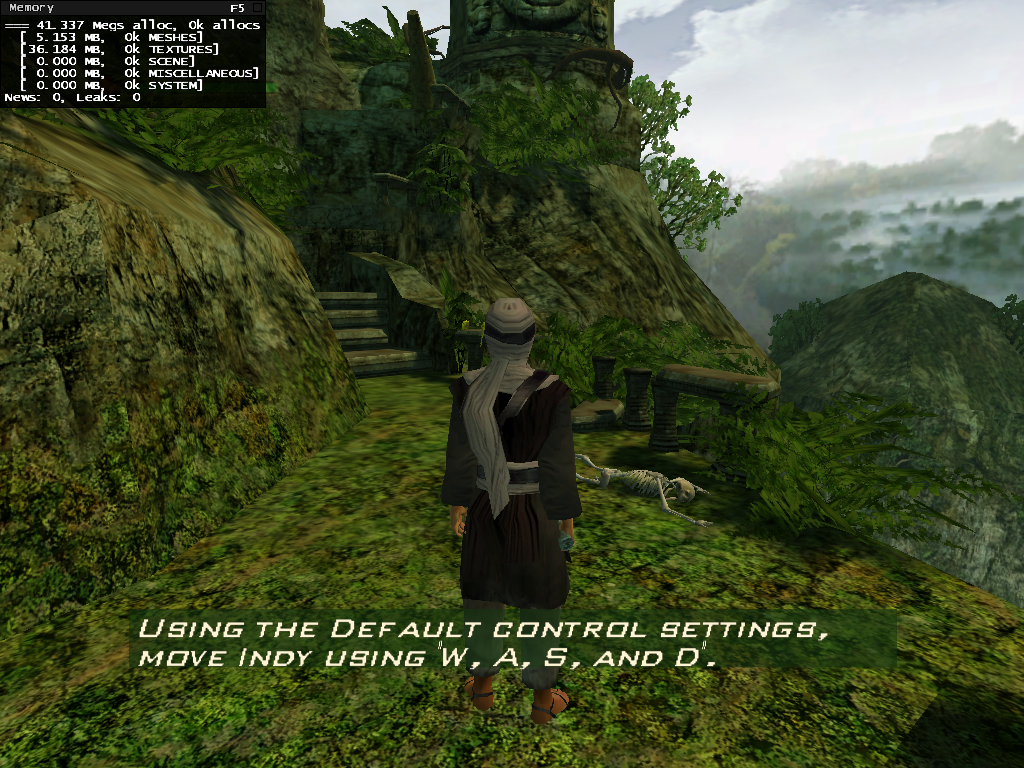 Memory F5
41.337 Megs alloc, 0k allocs
[ 5.153 MB, 0k MESHES]
[36.184 MB, 0k TEXTURES]
[ 0.000 MB, 0k SCENE]
[ 0.000 MB, 0k MISCELLANEOUS]
[ 0.000 MB, 0k SYSTEM]
News: 0, Leaks: 0
Using the Default control settings,
move Indy using "W, A, S, and D".